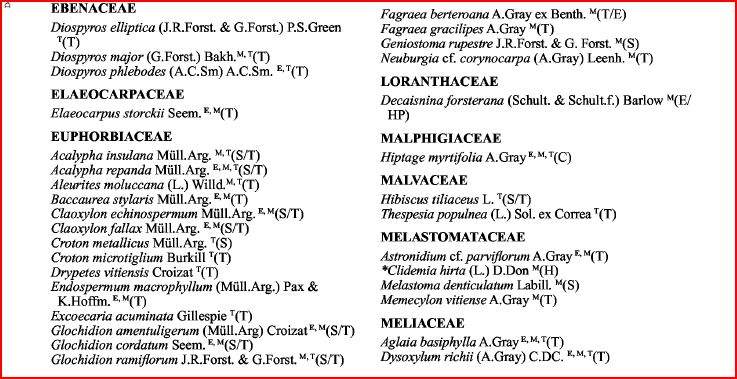 EBENACEAE
Diospyros elliptica (J.R.Forst. & G.Forst.) P.S.Green
T(T)
Diospyros major (G.Forst.) Bakh.M, T(T)
Diospyros phlebodes (A.C.Sm) A.C.Sm. E, T(T)
ELAEOCARPACEAE
Elaeocarpus storckii Seem. E, M(T)
EUPHORBIACEAE
Acalypha insulana Müll.Arg. M, T(S/T)
Acalypha repanda Müll.Arg. E, M, T(S/T)
Aleurites moluccana (L.) Willd.M, T(T)
Baccaurea stylaris Müll.Arg. E, M(T)
Claoxylon echinospermum Müll.Arg. E, M(S/T)
Claoxylon fallax Müll.Arg. E, M(S/T)
Croton metallicus Müll.Arg. T(S)
Croton microtiglium Burkill T(T)
Drypetes vitiensis Croizat T(T)
Endospermum macrophyllum (Müll.Arg.) Pax &
K.Hoffm. E, M(T)
Excoecaria acuminata Gillespie T(T)
Glochidion amentuligerum (Müll.Arg) Croizat E, M(S/T)
Glochidion cordatum Seem. E, M(S/T)
Glochidion ramiflorum J.R.Forst. & G.Forst. M, T(S/T)
Fagraea berteroana A.Gray ex Benth. M(T/E)
Fagraea gracilipes A.Gray M(T)
Geniostoma rupestre J.R.Forst. & G. Forst. M(S)
Neuburgia cf. corynocarpa (A.Gray) Leenh. M(T)
LORANTHACEAE
Decaisnina forsterana (Schult. & Schult.f.) Barlow M(E/
HP)
MALPHIGIACEAE
Hiptage myrtifolia A.Gray E, M, T(C)
MALVACEAE
Hibiscus tiliaceus L. T(S/T)
Thespesia populnea (L.) Sol. ex Correa T(T)
MELASTOMATACEAE
Astronidium cf. parviflorum A.Gray E, M(T)
*Clidemia hirta (L.) D.Don M(H)
Melastoma denticulatum Labill. M(S)
Memecylon vitiense A.Gray M(T)
MELIACEAE
Aglaia basiphylla A.Gray E, M, T(T)
Dysoxylum richii (A.Gray) C.DC. E, M, T(T)